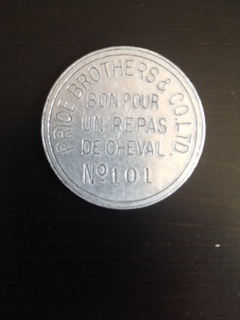 PRICE BROTHERS & CO. LTD.
BON POUR
UN REPAS
DE CHEVAL
No 101